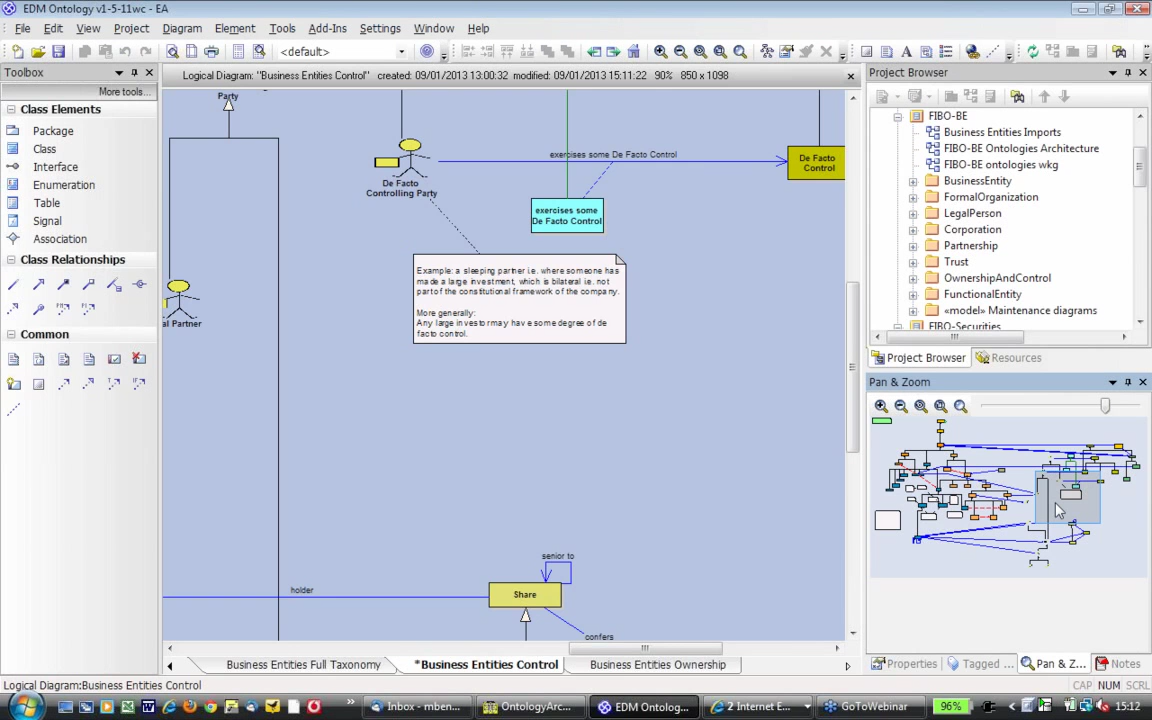 EDM Ontology v1-5-11wc - EA
File Edit View Project Diagram Element Tools Add-Ins Settings Window Help
<default>
Toolbox
More tools...
Class Elements
Package
Class
Interface
Enumeration
Table
Signal
Association
Class Relationships
Common
Logical Diagram: "Business Entities Control" created: 09/01/2013 13:00:32 modified: 09/01/2013 15:11:22 90% 850 x 1098
Party
De Facto
Controlling Party
exercises some De Facto Control
De Facto
Control
exercises some
De Facto Control
Example: a sleeping partner i.e. where someone has
made a large investment, which is bilateral i.e. not
part of the constitutional framework of the company.
More generally:
Any large investor may have some degree of de
facto control.
al Partner
senior to
Share
holder
confers
Business Entities Full Taxonomy
*Business Entities Control
Business Entities Ownership
Project Browser
FIBO-BE
Business Entities Imports
FIBO-BE Ontologies Architecture
FIBO-BE ontologies wkg
BusinessEntity
FormalOrganization
LegalPerson
Corporation
Partnership
Trust
OwnershipAndControl
FunctionalEntity
«model» Maintenance diagrams
FIBO-Securities
Project Browser
Resources
Pan & Zoom
Properties
Tagged ...
Pan & Z...
Notes
Logical Diagram:Business Entities Control
CAP NUM SCRL
Inbox - mben...
OntologyArc...
EDM Ontolog...
2 Internet E...
GoToWebinar
96%
15:12